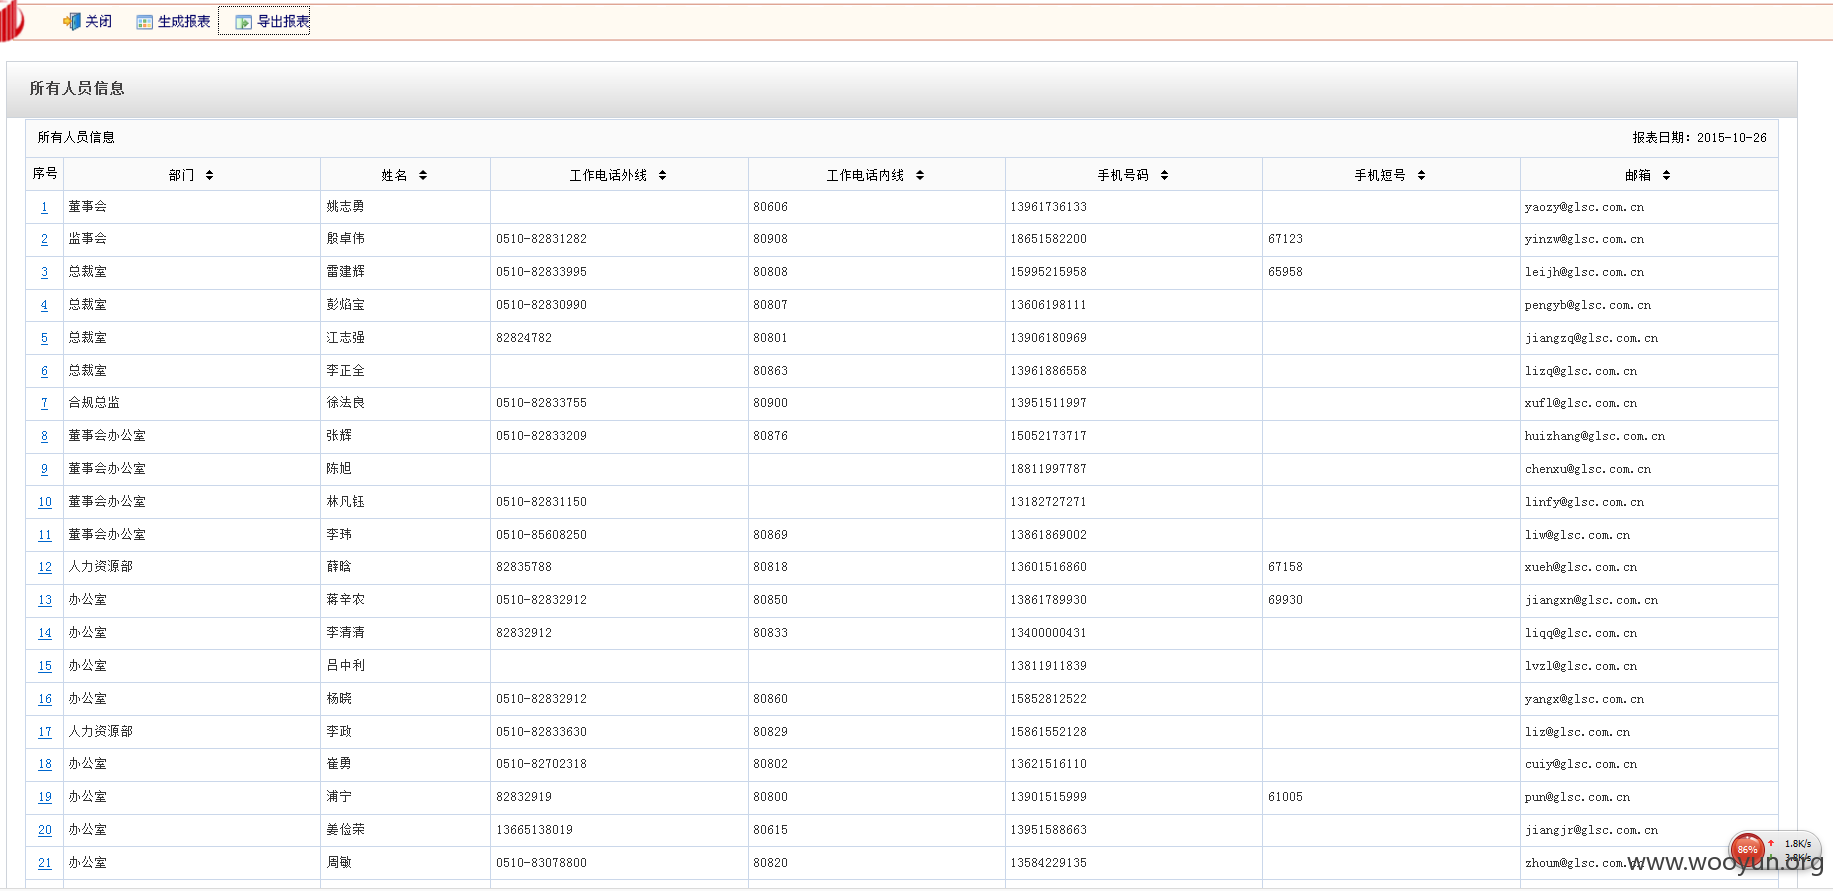 关闭 生成报表 导出报表
所有人员信息
所有人员信息 报表日期：2015-10-26
序号 部门 姓名 工作电话外线 工作电话内线 手机号码 手机短号 邮箱
1 董事会 姚志勇 80606 13961736133 yaozy@glsc.com.cn
2 监事会 殷卓伟 0510-82831282 80908 18651582200 67123 yinzw@glsc.com.cn
3 总裁室 雷建辉 0510-82833995 80808 15995215958 65958 leijh@glsc.com.cn
4 总裁室 彭焰宝 0510-82830990 80807 13606198111 pengyb@glsc.com.cn
5 总裁室 江志强 82824782 80801 13906180969 jiangzq@glsc.com.cn
6 总裁室 李正全 80863 13961886558 lizq@glsc.com.cn
7 合规总监 徐法良 0510-82833755 80900 13951511997 xufl@glsc.com.cn
8 董事会办公室 张辉 0510-82833209 80876 15052173717 huizhang@glsc.com.cn
9 董事会办公室 陈旭 18811997787 chenxu@glsc.com.cn
10 董事会办公室 林凡钰 0510-82831150 13182727271 linfy@glsc.com.cn
11 董事会办公室 李玮 0510-85608250 80869 13861869002 liw@glsc.com.cn
12 人力资源部 薛晗 82835788 80818 13601516860 67158 xueh@glsc.com.cn
13 办公室 蒋辛农 0510-82832912 80850 13861789930 69930 jiangxn@glsc.com.cn
14 办公室 李清清 82832912 80833 13400000431 liqq@glsc.com.cn
15 办公室 吕中利 13811911839 lvzl@glsc.com.cn
16 办公室 杨晓 0510-82832912 80860 15852812522 yangx@glsc.com.cn
17 人力资源部 李政 0510-82833630 80829 15861552128 liz@glsc.com.cn
18 办公室 崔勇 0510-82702318 80802 13621516110 cuiy@glsc.com.cn
19 办公室 浦宁 82832919 80800 13901515999 61005 pun@glsc.com.cn
20 办公室 姜俭荣 13665138019 80615 13951588663 jiangjr@glsc.com.cn
21 办公室 周敏 0510-83078800 80820 13584229135 zhoum@glsc.com.cn
86% 1.8K/s
3.8K/s
www.wooyun.org